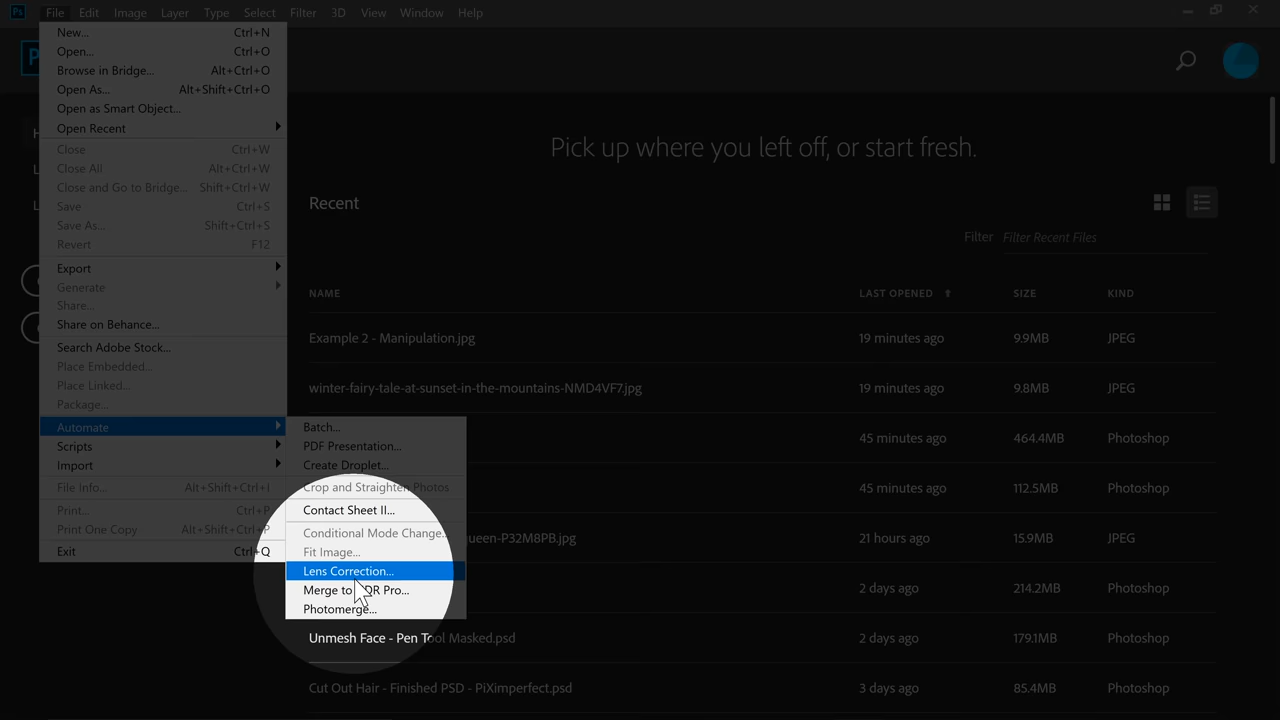 Ps File Edit Image Layer Type Select Filter 3D View Window Help
New... Ctrl+N
Open... Ctrl+O
Browse in Bridge... Alt+Ctrl+O
Open As... Alt+Shift+Ctrl+O
Open as Smart Object...
Open Recent
Close Ctrl+W
Close All Alt+Ctrl+W
Close and Go to Bridge... Shift+Ctrl+W
Save Ctrl+S
Save As... Shift+Ctrl+S
Revert F12
Export
Generate
Share...
Share on Behance...
Search Adobe Stock...
Place Embedded...
Place Linked...
Package...
Automate
Scripts
Import
File Info... Alt+Shift+Ctrl+I
Print... Ctrl+P
Print One Copy Alt+Shift+Ctrl+P
Exit Ctrl+Q
Batch...
PDF Presentation...
Create Droplet...
Crop and Straighten Photos
Contact Sheet II...
Conditional Mode Change...
Fit Image...
Lens Correction...
Merge to HDR Pro...
Photomerge...
Pick up where you left off, or start fresh.
Recent
Filter Filter Recent Files
NAME LAST OPENED SIZE KIND
Example 2 - Manipulation.jpg 19 minutes ago 9.9MB JPEG
winter-fairy-tale-at-sunset-in-the-mountains-NMD4VF7.jpg 19 minutes ago 9.8MB JPEG
45 minutes ago 464.4MB Photoshop
45 minutes ago 112.5MB Photoshop
queen-P32M8PB.jpg 21 hours ago 15.9MB JPEG
2 days ago 214.2MB Photoshop
Unmesh Face - Pen Tool Masked.psd 2 days ago 179.1MB Photoshop
Cut Out Hair - Finished PSD - PiXimperfect.psd 3 days ago 85.4MB Photoshop